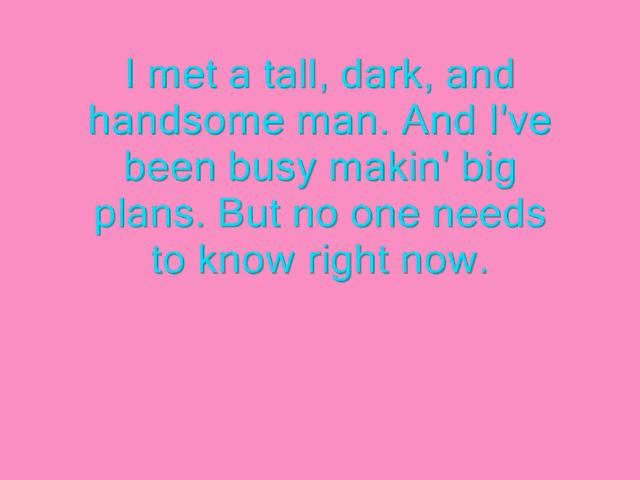 I met a tall, dark, and
handsome man. And I've
been busy makin' big
plans. But no one needs
to know right now.